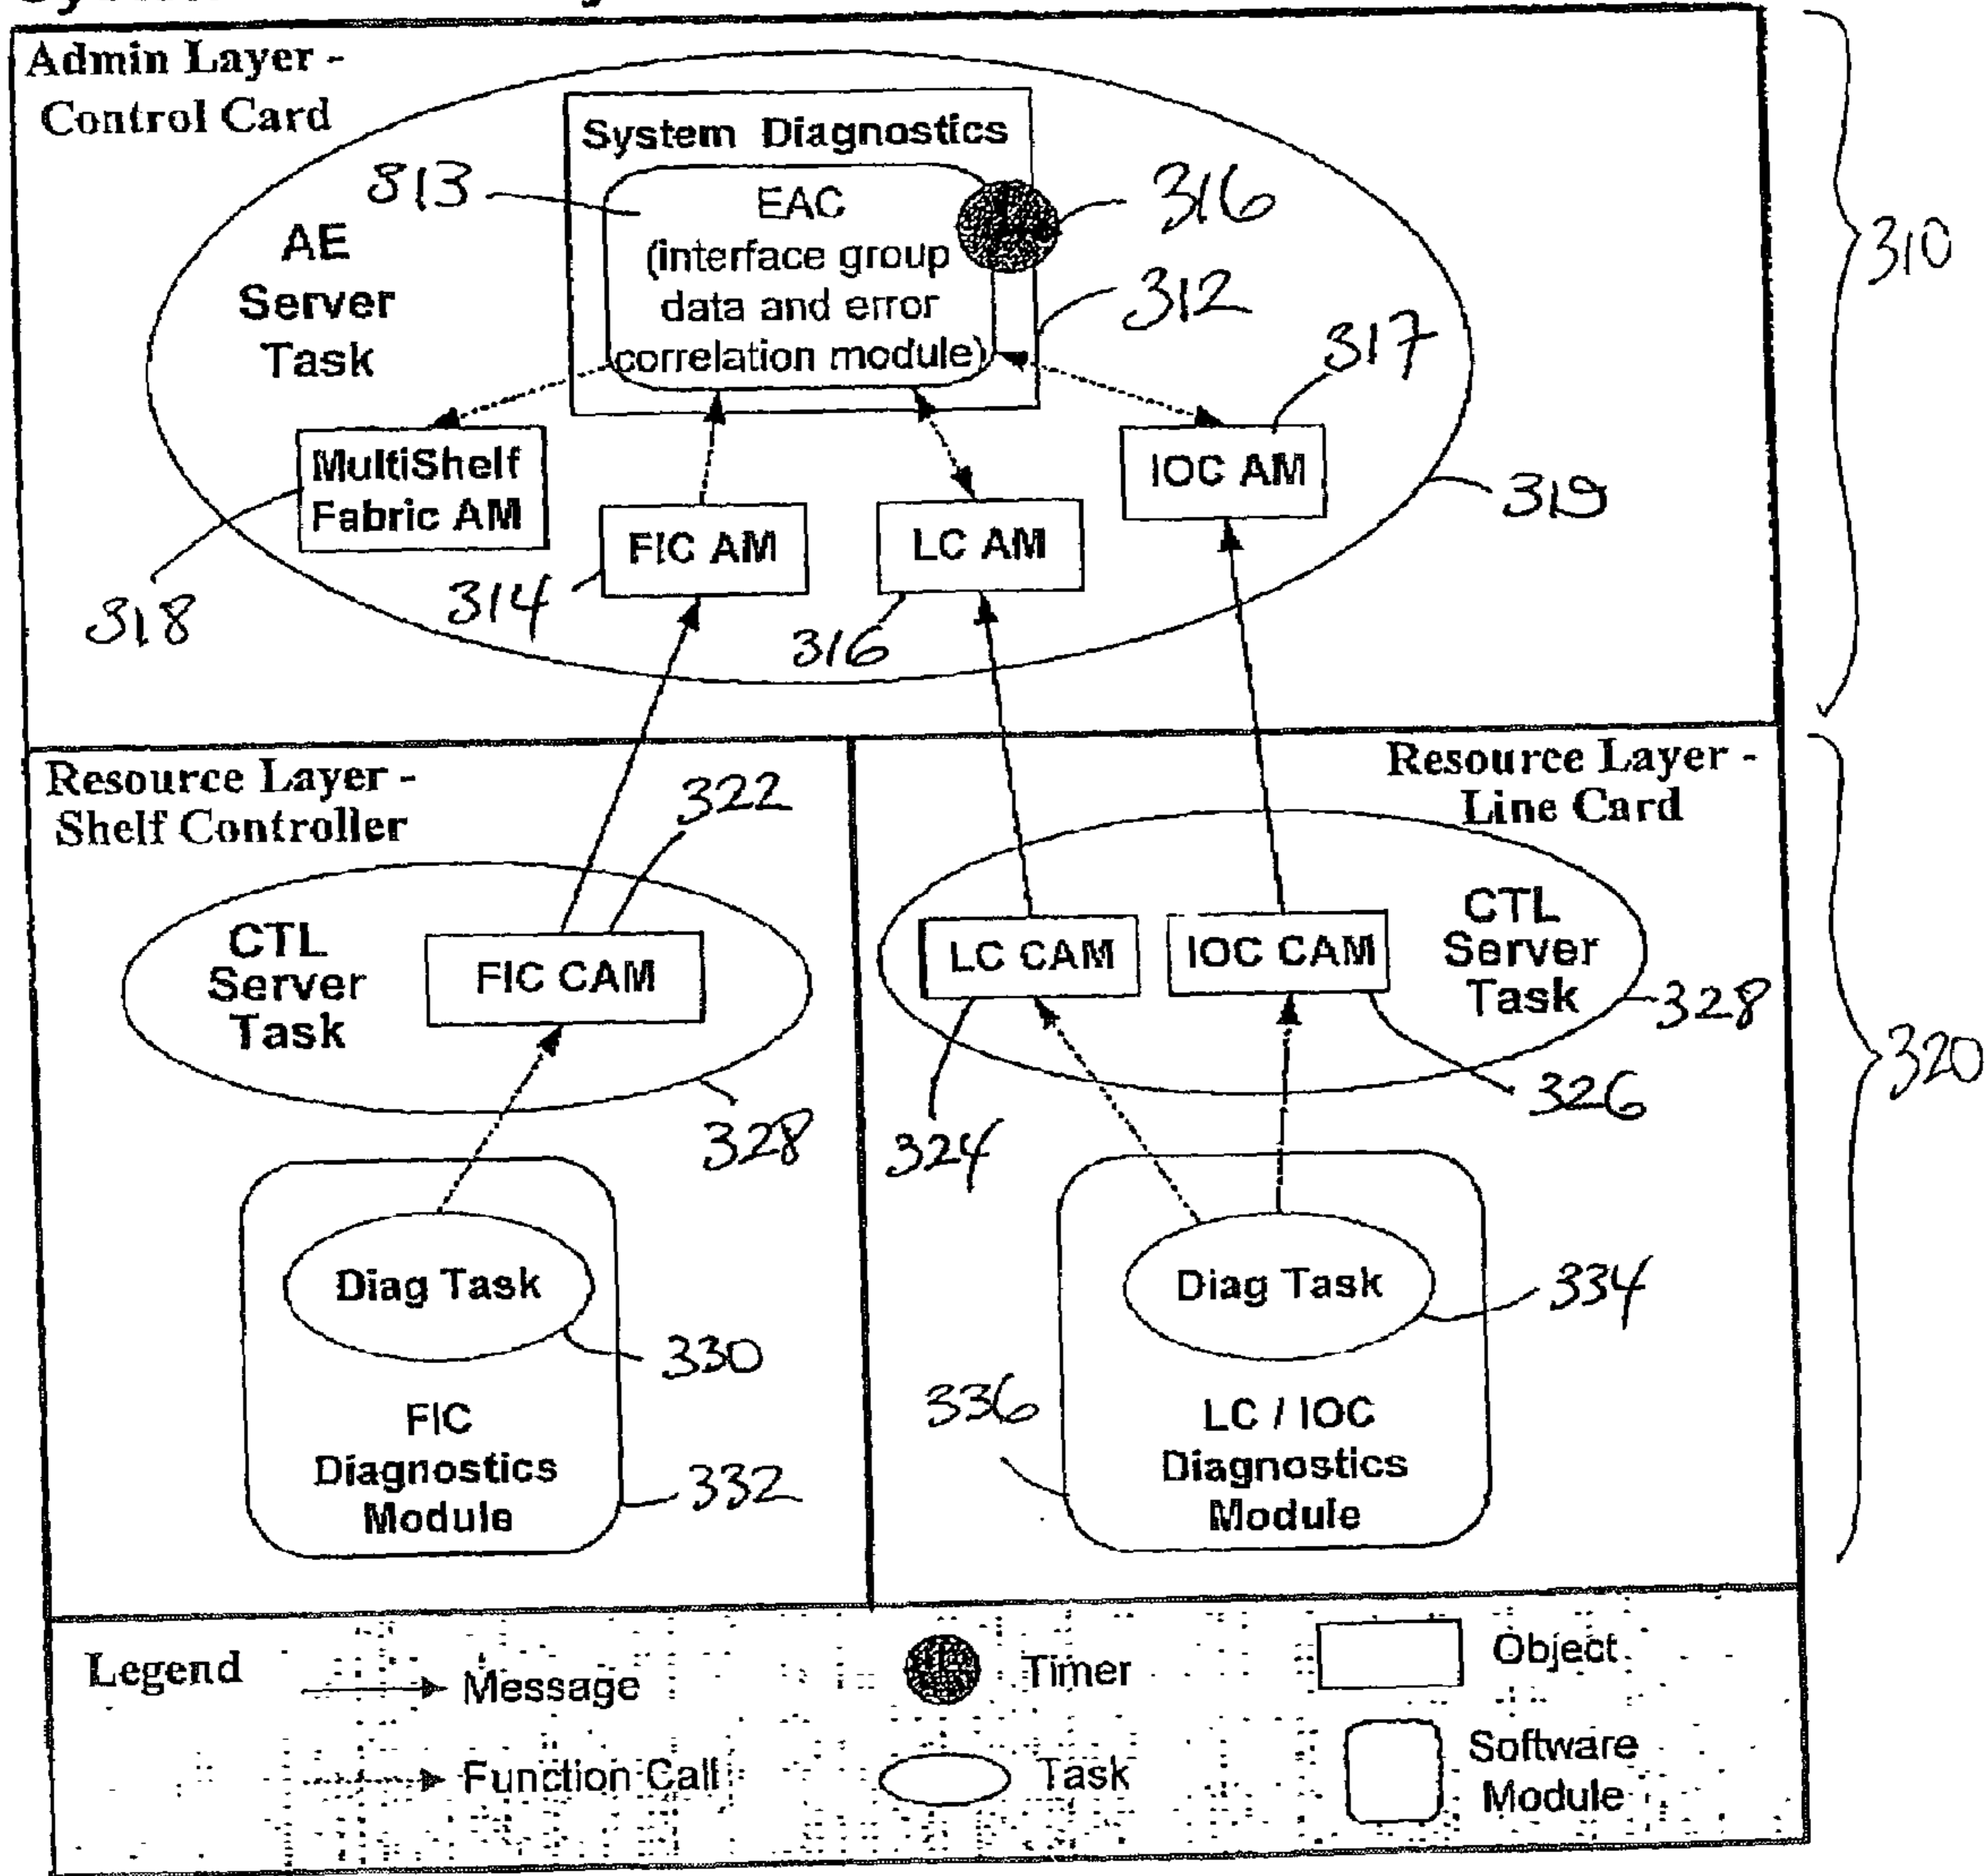 Admin Layer -
Control Card
System Diagnostics
313
EAC
(interface group
data and error
correlation module)
316
312
317
AE
Server
Task
310
MultiShelf
Fabric AM
FIC AM
LC AM
IOC AM
319
318
314
316
Resource Layer -
Shelf Controller
322
Resource Layer -
Line Card
CTL
Server
Task
FIC CAM
LC CAM
IOC CAM
CTL
Server
Task
328
328
324
326
320
Diag Task
330
FIC
Diagnostics
Module
332
Diag Task
334
336
LC / IOC
Diagnostics
Module
Legend
Message
Timer
Object
Function Call
Task
Software
Module